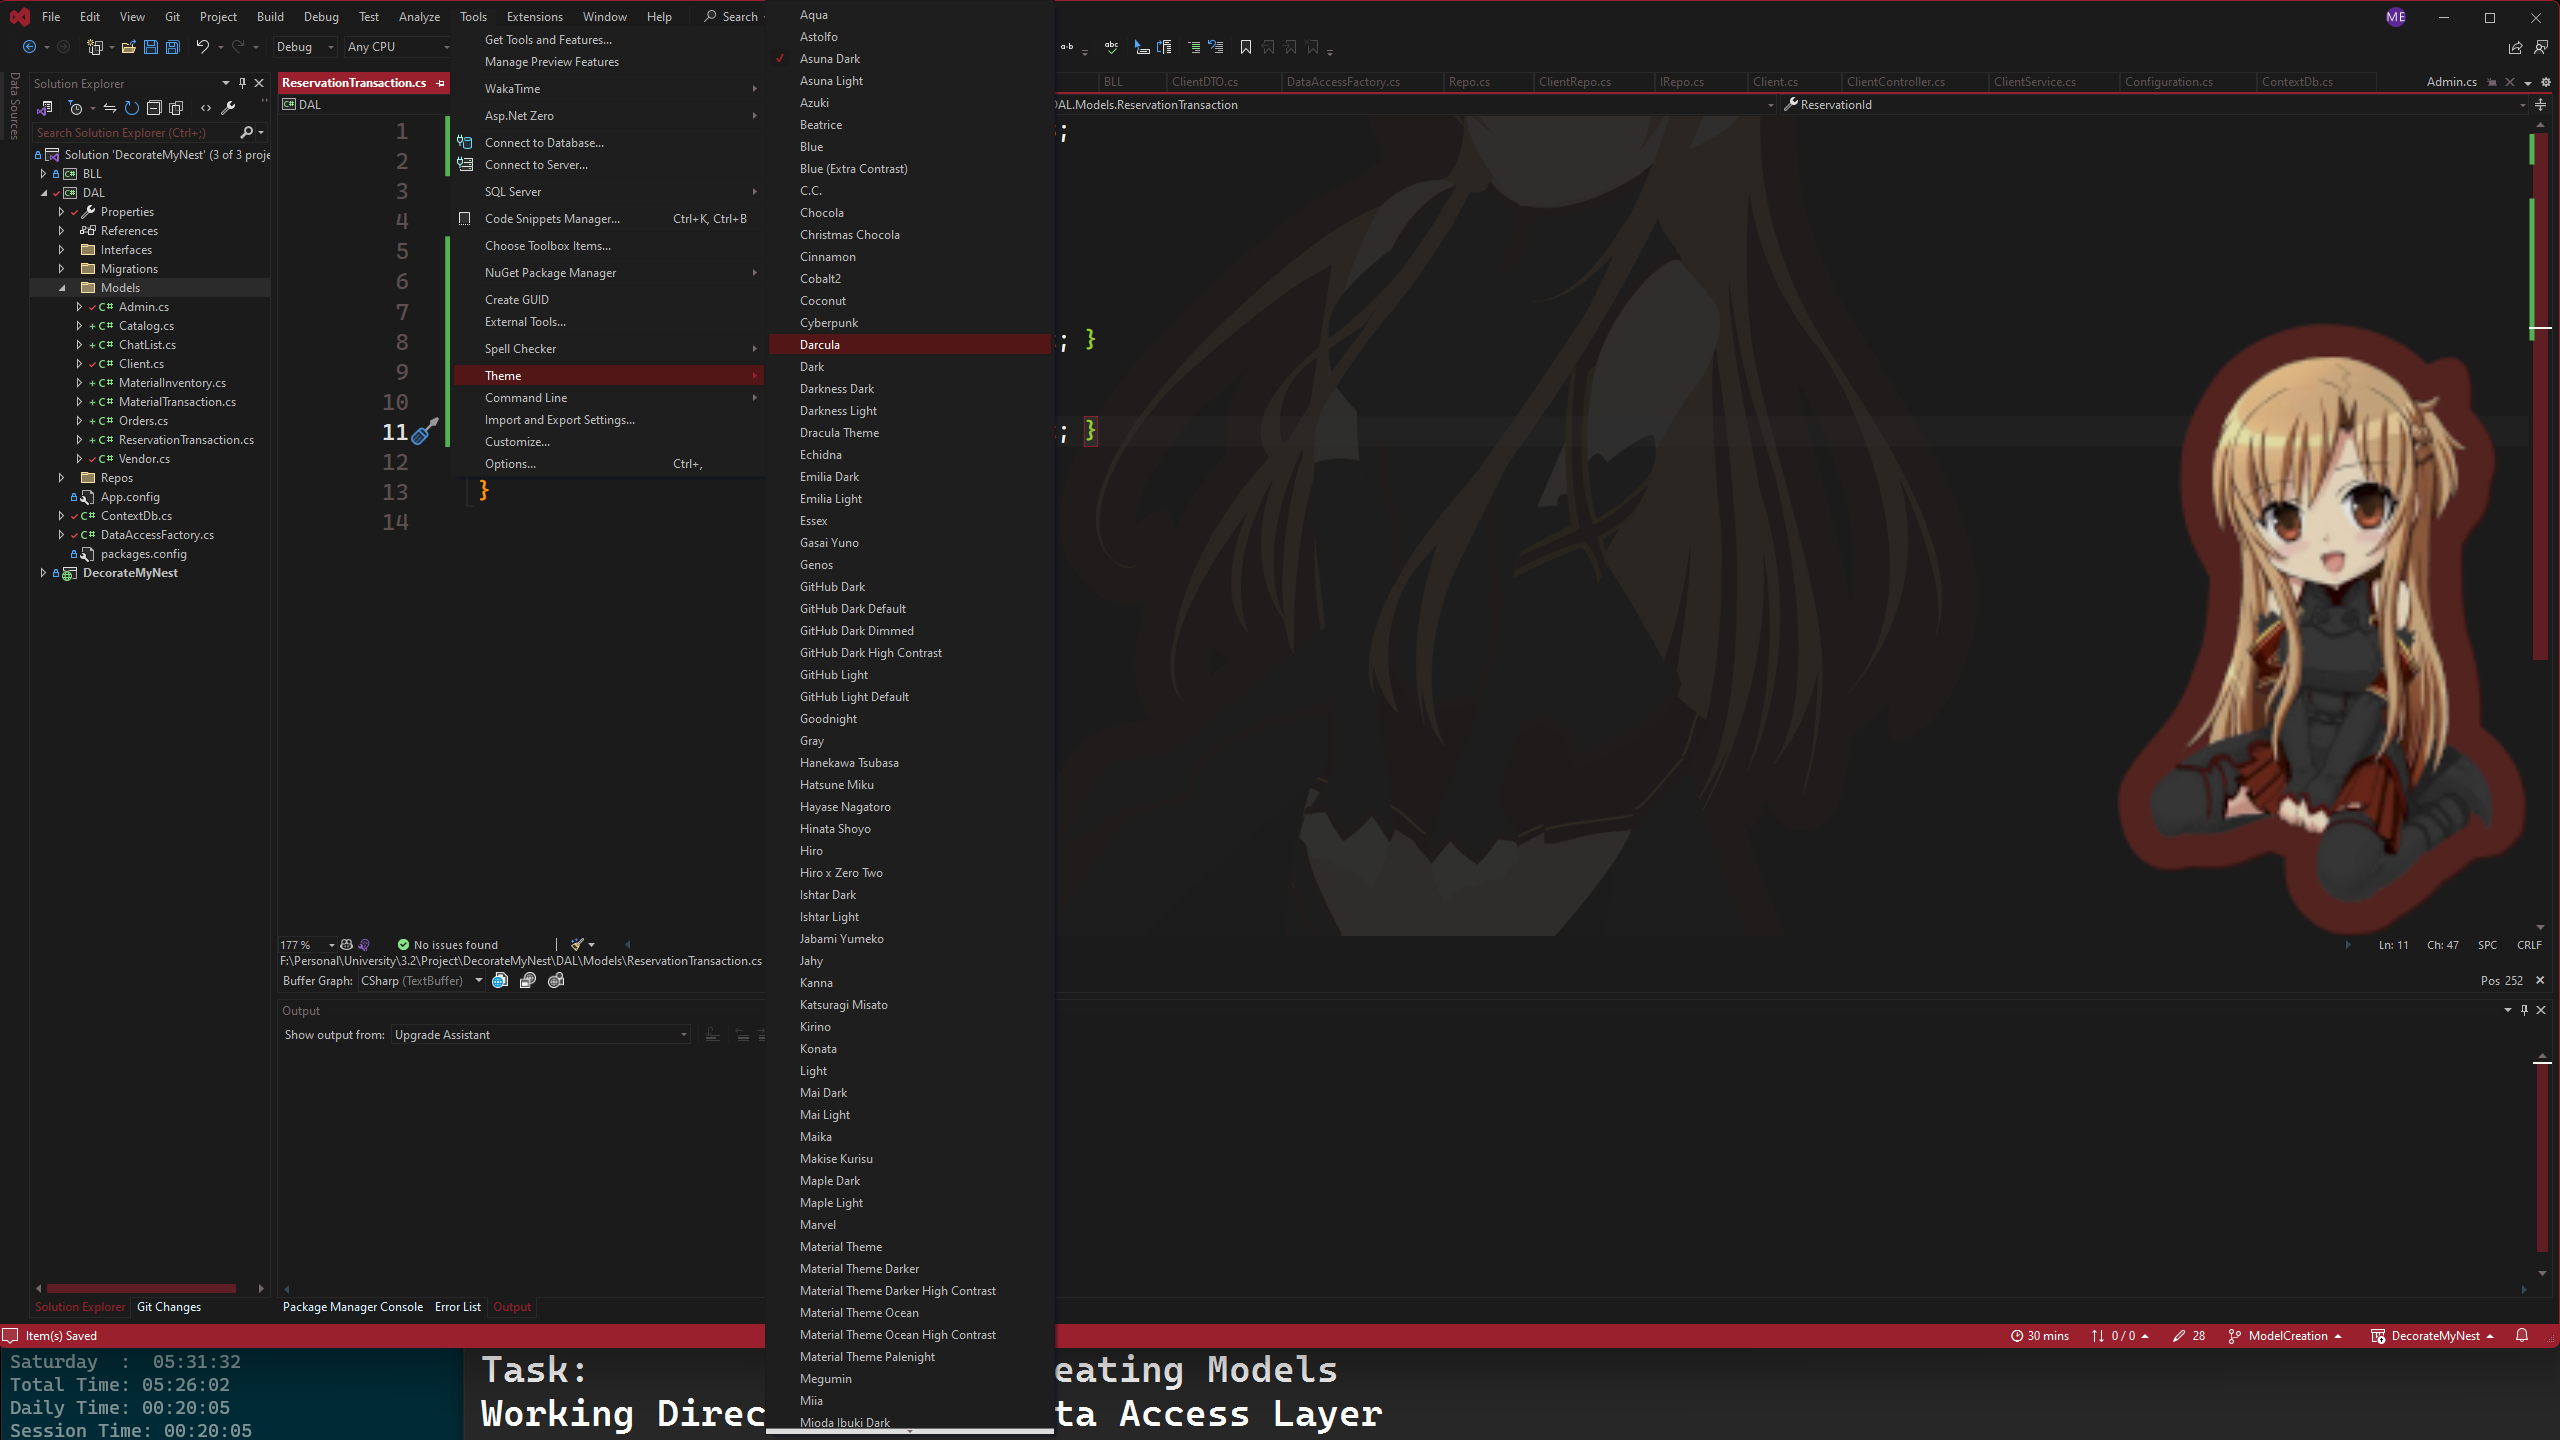 File Edit View Git Project Build Debug Test Analyze Tools Extensions Window Help Search ME
Debug Any CPU
Data Sources
Solution Explorer
Search Solution Explorer (Ctrl+;)
Solution 'DecorateMyNest' (3 of 3 proje
BLL
DAL
Properties
References
Interfaces
Migrations
Models
Admin.cs
Catalog.cs
ChatList.cs
Client.cs
MaterialInventory.cs
MaterialTransaction.cs
Orders.cs
ReservationTransaction.cs
Vendor.cs
Repos
App.config
ContextDb.cs
DataAccessFactory.cs
packages.config
DecorateMyNest
Solution Explorer Git Changes
ReservationTransaction.cs
BLL ClientDTO.cs DataAccessFactory.cs Repo.cs ClientRepo.cs IRepo.cs Client.cs ClientController.cs ClientService.cs Configuration.cs ContextDb.cs Admin.cs
DAL
DAL.Models.ReservationTransaction ReservationId
1 ;
2
3
4
5
6
7
8 ; }
9
10
11 ; }
12
13 }
14
Get Tools and Features...
Manage Preview Features
WakaTime
Asp.Net Zero
Connect to Database...
Connect to Server...
SQL Server
Code Snippets Manager... Ctrl+K, Ctrl+B
Choose Toolbox Items...
NuGet Package Manager
Create GUID
External Tools...
Spell Checker
Theme
Command Line
Import and Export Settings...
Customize...
Options... Ctrl+,
Aqua
Astolfo
Asuna Dark
Asuna Light
Azuki
Beatrice
Blue
Blue (Extra Contrast)
C.C.
Chocola
Christmas Chocola
Cinnamon
Cobalt2
Coconut
Cyberpunk
Darcula
Dark
Darkness Dark
Darkness Light
Dracula Theme
Echidna
Emilia Dark
Emilia Light
Essex
Gasai Yuno
Genos
GitHub Dark
GitHub Dark Default
GitHub Dark Dimmed
GitHub Dark High Contrast
GitHub Light
GitHub Light Default
Goodnight
Gray
Hanekawa Tsubasa
Hatsune Miku
Hayase Nagatoro
Hinata Shoyo
Hiro
Hiro x Zero Two
Ishtar Dark
Ishtar Light
Jabami Yumeko
Jahy
Kanna
Katsuragi Misato
Kirino
Konata
Light
Mai Dark
Mai Light
Maika
Makise Kurisu
Maple Dark
Maple Light
Marvel
Material Theme
Material Theme Darker
Material Theme Darker High Contrast
Material Theme Ocean
Material Theme Ocean High Contrast
Material Theme Palenight
Megumin
Miia
Mioda Ibuki Dark
177 % No issues found Ln: 11 Ch: 47 SPC CRLF
F:\Personal\University\3.2\Project\DecorateMyNest\DAL\Models\ReservationTransaction.cs
Buffer Graph: CSharp (TextBuffer) Pos 252
Output
Show output from: Upgrade Assistant
Package Manager Console Error List Output
Item(s) Saved 30 mins 0 / 0 28 ModelCreation DecorateMyNest
Saturday : 05:31:32
Total Time: 05:26:02
Daily Time: 00:20:05
Session Time: 00:20:05
Task: eating Models
Working Direc ta Access Layer